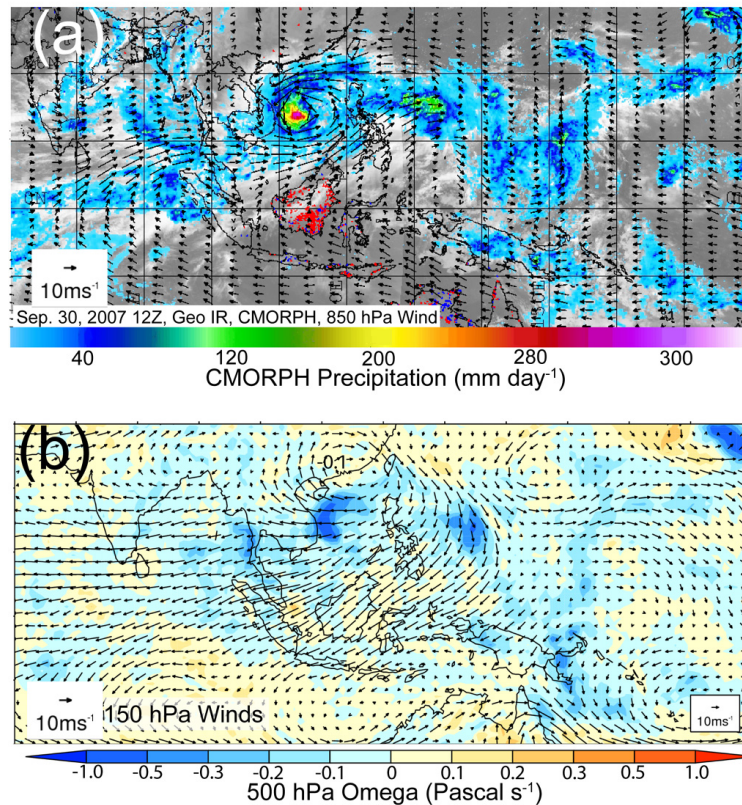 (a)
10ms⁻¹
Sep. 30, 2007 12Z, Geo IR, CMORPH, 850 hPa Wind
40 120 200 280 300
CMORPH Precipitation (mm day⁻¹)
(b)
0.1
10ms⁻¹
150 hPa Winds
10ms⁻¹
-1.0 -0.5 -0.3 -0.2 -0.1 0 0.1 0.2 0.3 0.5 1.0
500 hPa Omega (Pascal s⁻¹)